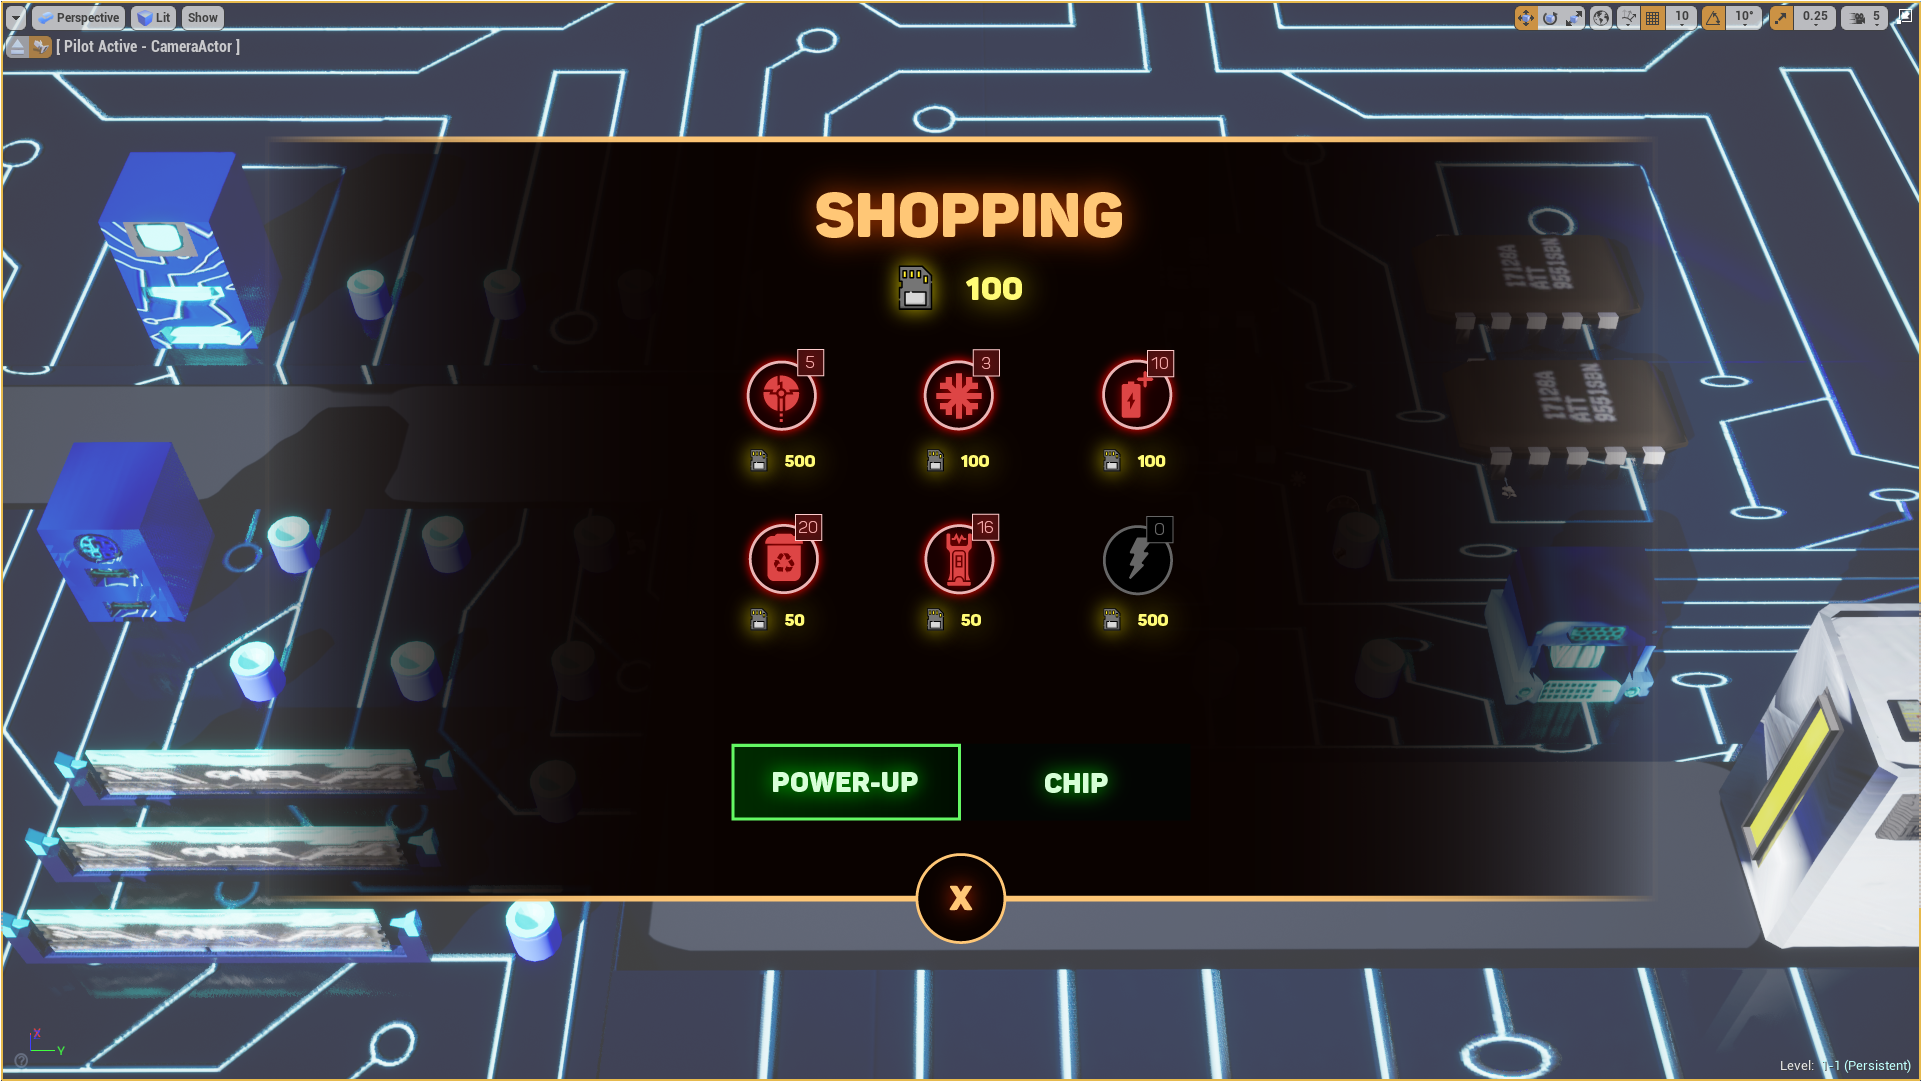 Perspective Lit Show
10 10° 0.25 5
[ Pilot Active - CameraActor ]
SHOPPING
100
5 3 10
500 100 100
20 16 0
50 50 500
POWER-UP CHIP
X
17128A
ATT
9551SBN
17128A
ATT
9551SBN
X
Y
Level: 1-1 (Persistent)